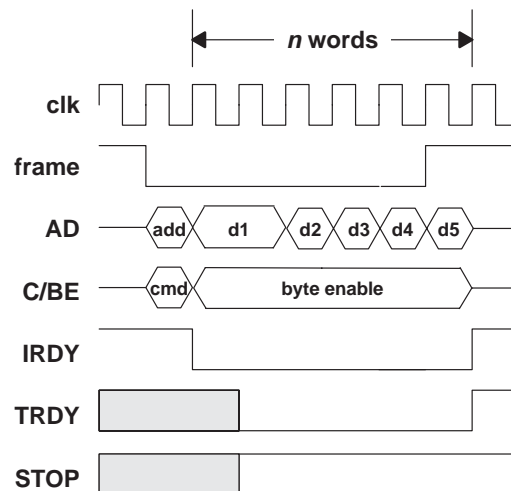 n words
clk
frame
AD add d1 d2 d3 d4 d5
C/BE cmd byte enable
IRDY
TRDY
STOP